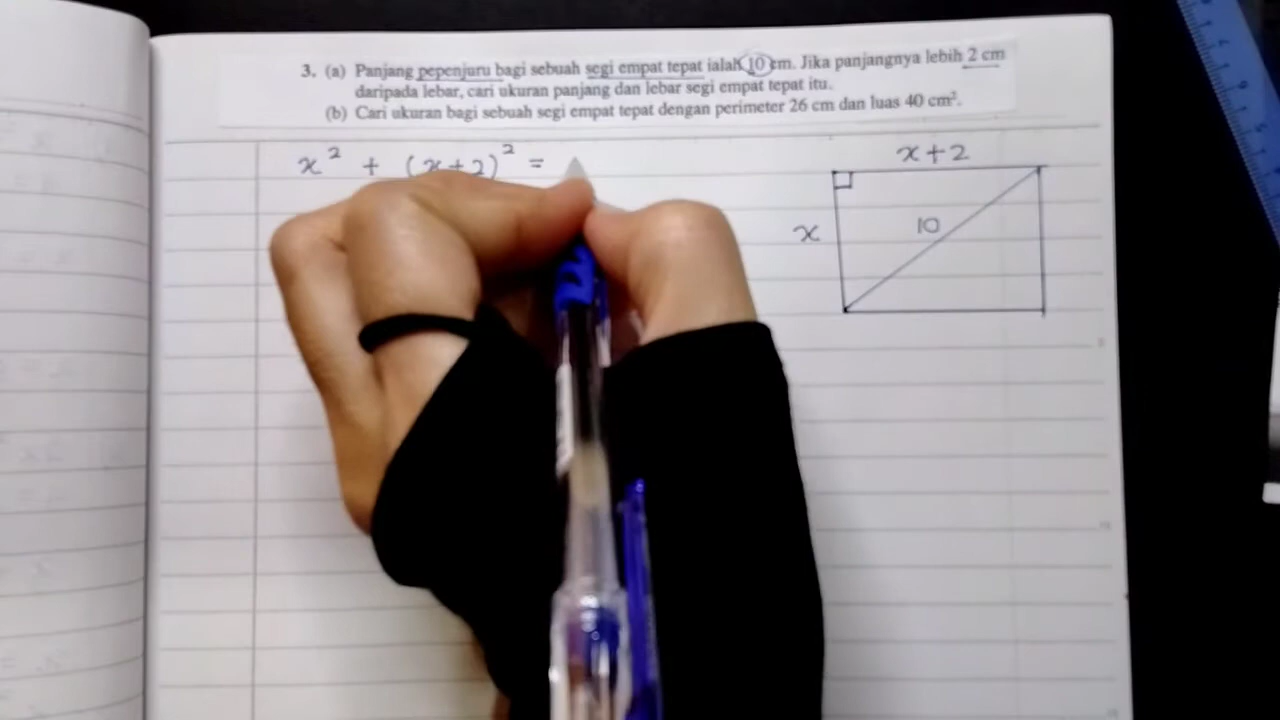 3. (a) Panjang pepenjuru bagi sebuah segi empat tepat ialah 10 cm. Jika panjangnya lebih 2 cm
daripada lebar, cari ukuran panjang dan lebar segi empat tepat itu.
(b) Cari ukuran bagi sebuah segi empat tepat dengan perimeter 26 cm dan luas 40 cm².
x² + (x+2)² =
x+2
x
10